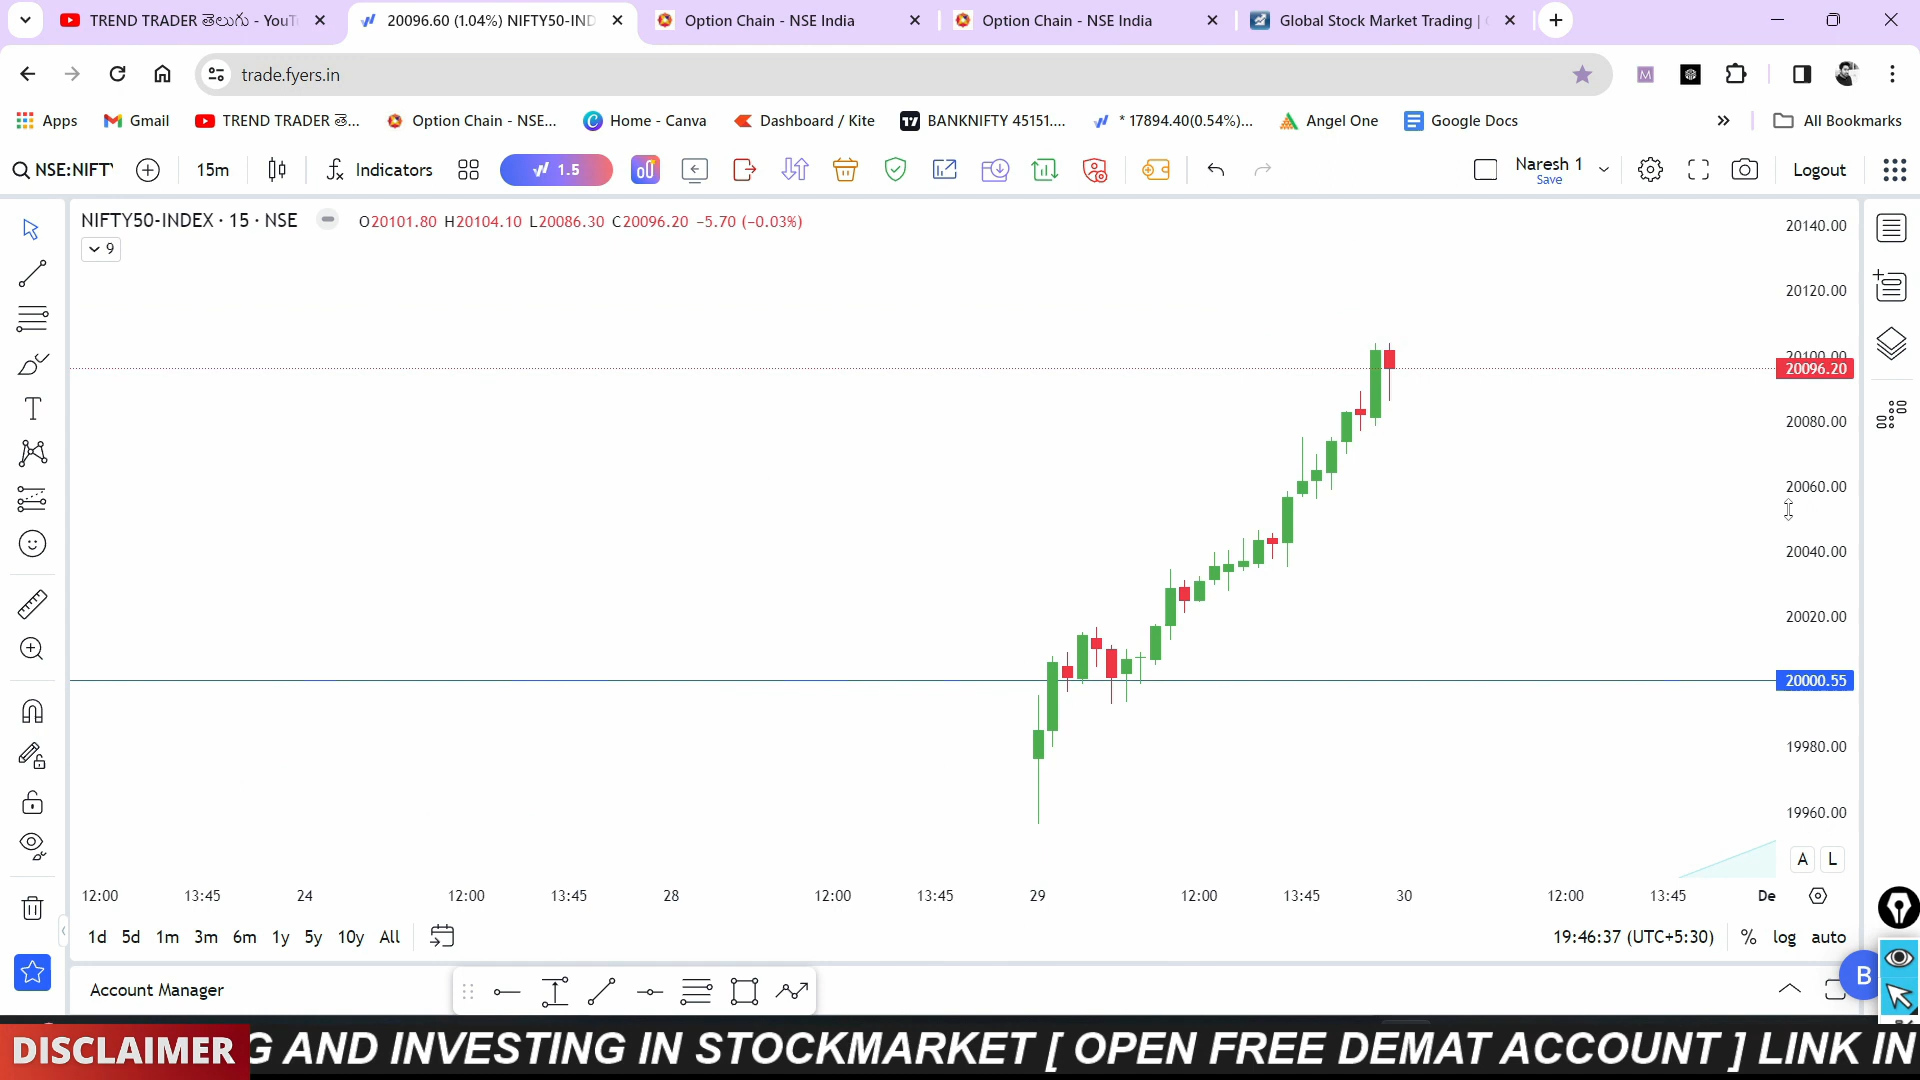 TREND TRADER తెలుగు - YouT
20096.60 (1.04%) NIFTY50-IND
Option Chain - NSE India
Option Chain - NSE India
Global Stock Market Trading |
trade.fyers.in
Apps
Gmail
TREND TRADER తె...
Option Chain - NSE...
Home - Canva
Dashboard / Kite
BANKNIFTY 45151....
* 17894.40(0.54%)...
Angel One
Google Docs
»
All Bookmarks
NSE:NIFT
15m
Indicators
1.5
Naresh 1
Save
Logout
NIFTY50-INDEX · 15 · NSE
O20101.80 H20104.10 L20086.30 C20096.20 -5.70 (-0.03%)
9
20140.00
20120.00
20100.00
20096.20
20080.00
20060.00
20040.00
20020.00
20000.55
19980.00
19960.00
A L
12:00 13:45 24 12:00 13:45 28 12:00 13:45 29 12:00 13:45 30 12:00 13:45 De
1d 5d 1m 3m 6m 1y 5y 10y All
19:46:37 (UTC+5:30) % log auto
Account Manager
B
DISCLAIMER G AND INVESTING IN STOCKMARKET [ OPEN FREE DEMAT ACCOUNT ] LINK IN